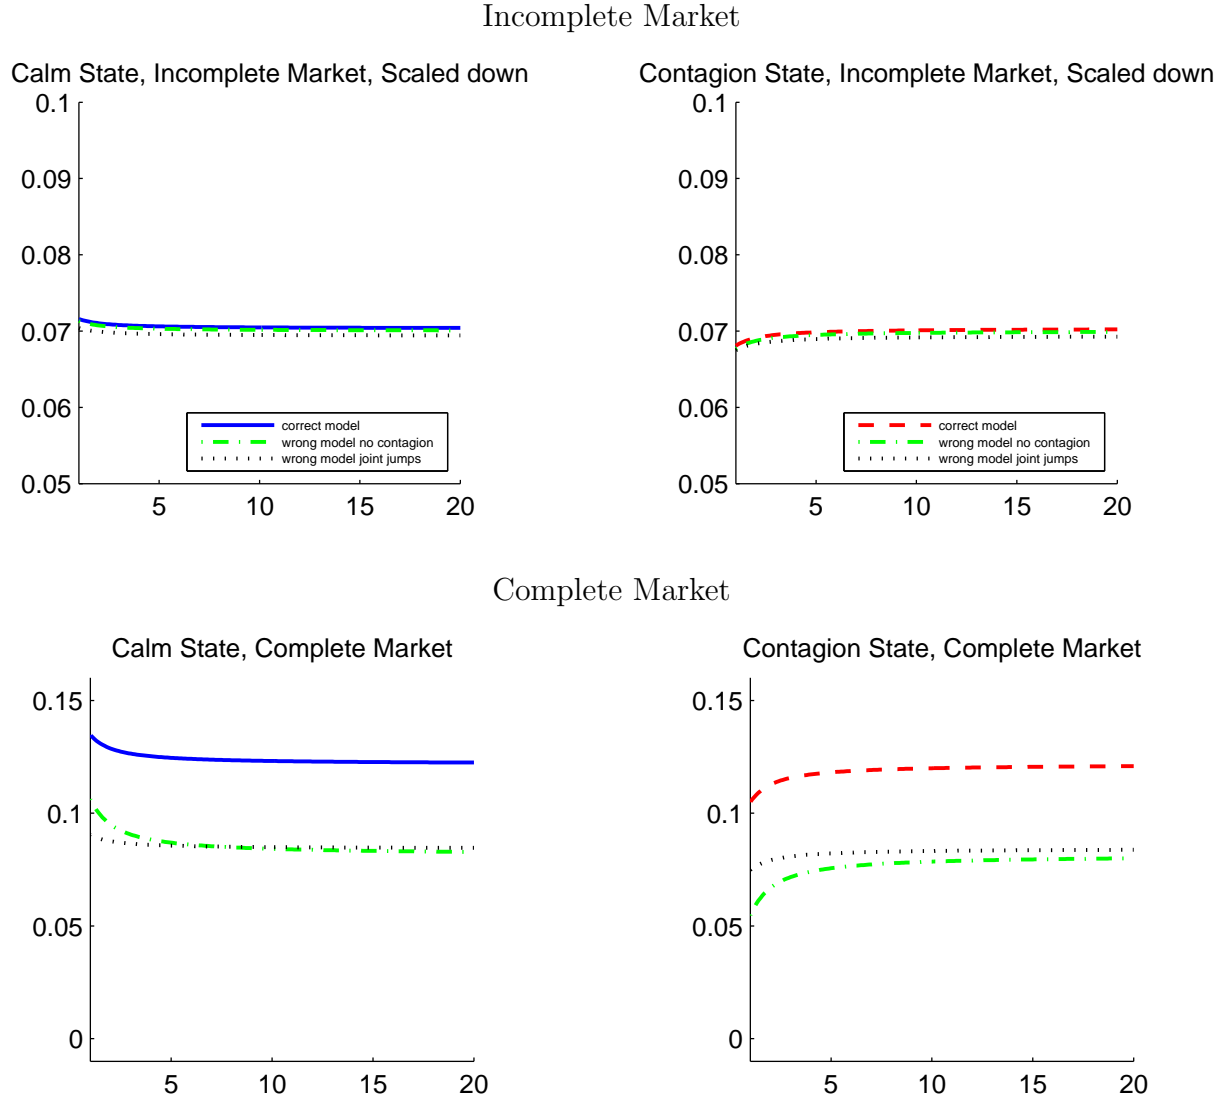 Incomplete Market
Calm State, Incomplete Market, Scaled down
0.1
0.09
0.08
0.07
0.06
0.05
5 10 15 20
correct model
wrong model no contagion
wrong model joint jumps
Contagion State, Incomplete Market, Scaled down
0.1
0.09
0.08
0.07
0.06
0.05
5 10 15 20
correct model
wrong model no contagion
wrong model joint jumps
Complete Market
Calm State, Complete Market
0.15
0.1
0.05
0
5 10 15 20
Contagion State, Complete Market
0.15
0.1
0.05
0
5 10 15 20